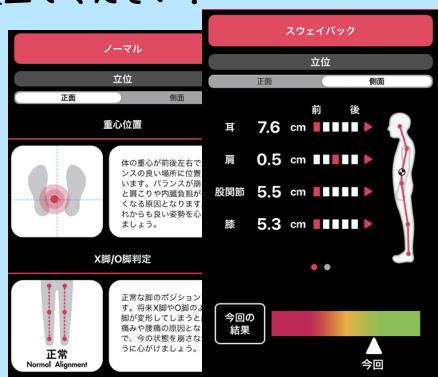 てください!
ノーマル
立位
正面 側面
重心位置
体の重心が前後左右で
ンスの良い場所に位置
います。バランスが崩
と肩こりや内臓負担が
くなる原因となります
れからも良い姿勢を心
ましょう。
X脚/O脚判定
正常
Normal Alignment
正常な脚のポジション
す。将来X脚やO脚のよ
脚が変形してしまうと
痛みや腰痛の原因とな
で、今の状態を崩さな
うに心がけましょう。
スウェイバック
立位
正面 側面
前 後
耳 7.6 cm
肩 0.5 cm
股関節 5.5 cm
膝 5.3 cm
今回の
結果
今回